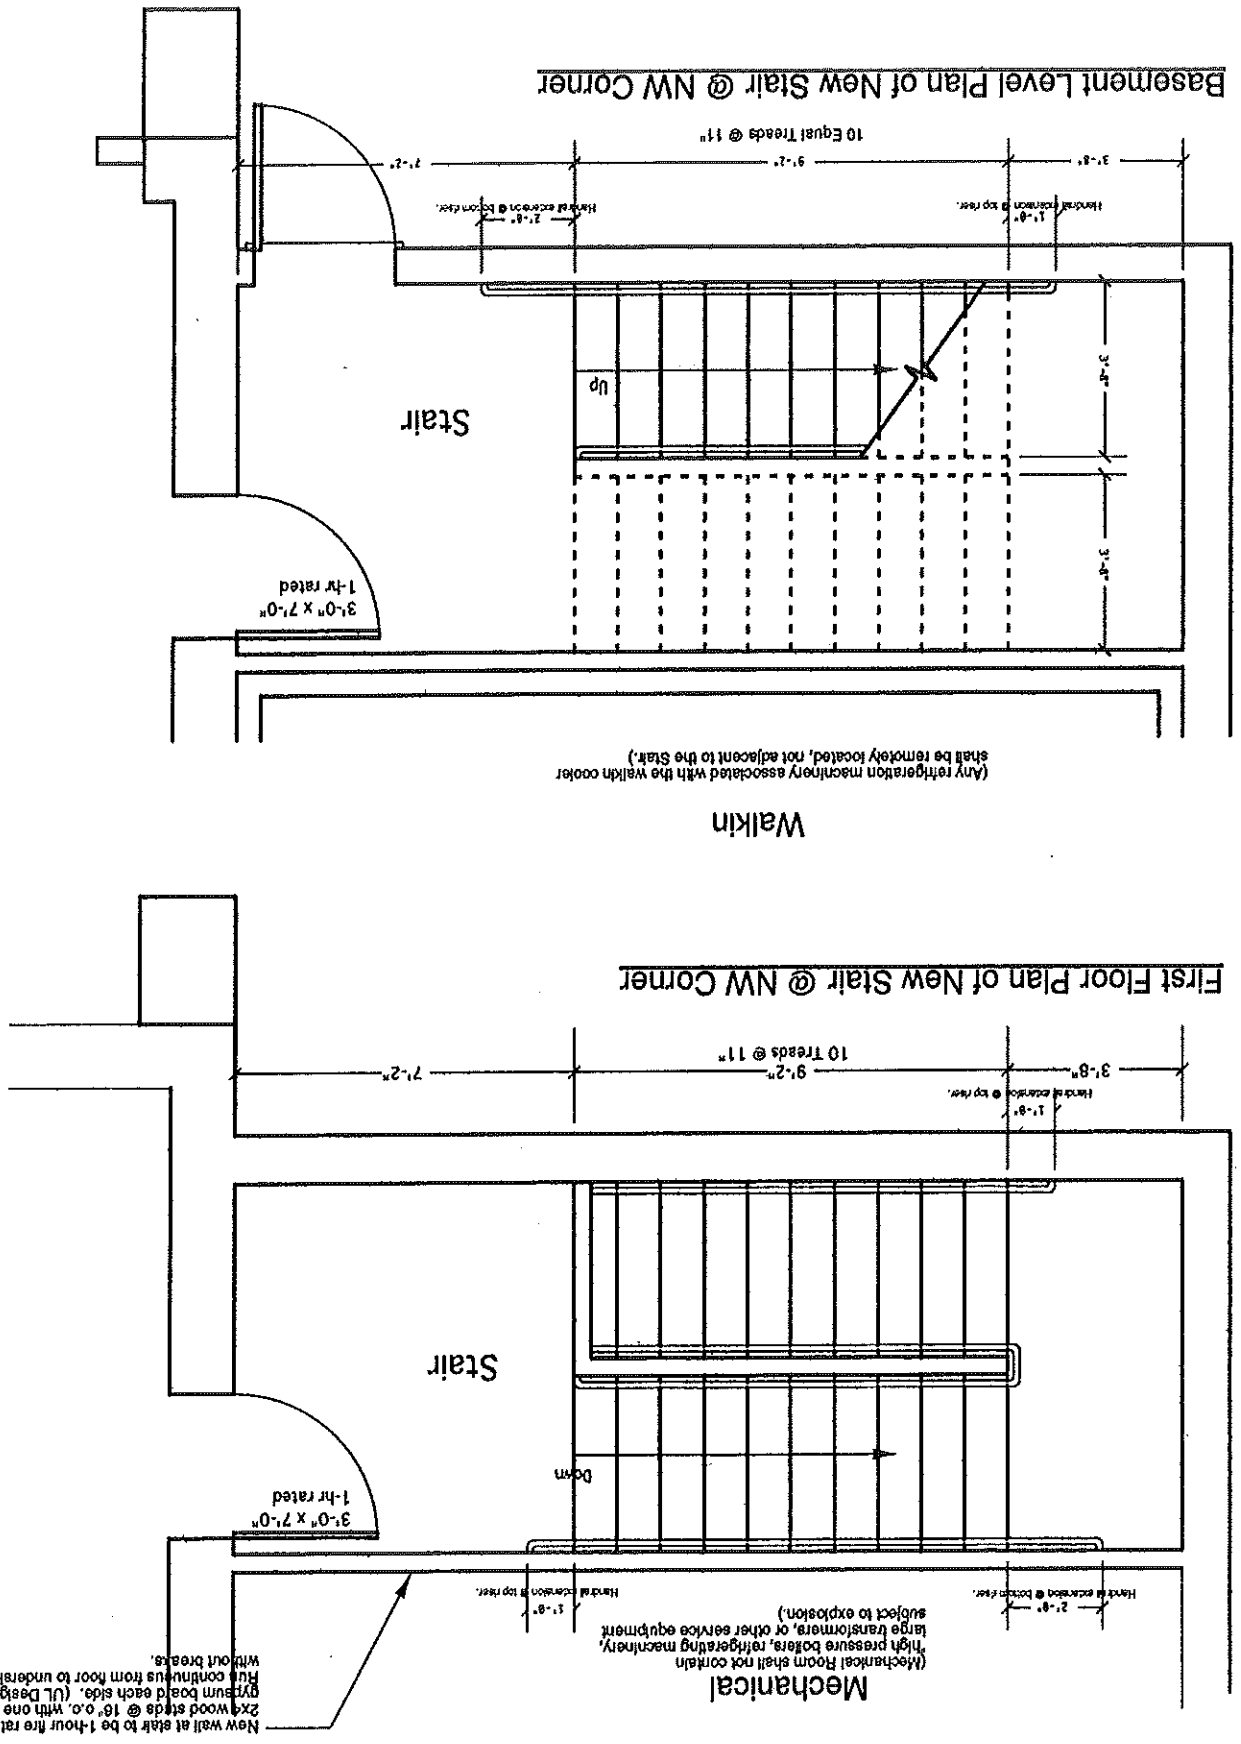 New wall at stair to be 1-hour fire rat
2x4 wood studs @ 16" o.c. with one
gypsum board each side. (UL Desig
Run continuous from floor to undersi
without breaks.
Mechanical
(Mechanical Room shall not contain
"high pressure boilers, refrigerating machinery,
large transformers, or other service equipment
subject to explosion.)
2'-0"
Handrail extension @ bottom riser.
1'-0"
Handrail extension @ top riser.
3'-0" x 7'-0"
1-hr rated
Down
Stair
1'-0"
Handrail extension @ top riser.
3'-8"
9'-2"
7'-2"
10 Treads @ 11"
First Floor Plan of New Stair @ NW Corner
Walkin
(Any refrigeration machinery associated with the walkin cooler
shall be remotely located, not adjacent to the Stair.)
3'-0" x 7'-0"
1-hr rated
3'-8"
3'-8"
Up
Stair
1'-0"
Handrail extension @ top riser.
2'-0"
Handrail extension @ bottom riser.
3'-8"
9'-2"
7'-2"
10 Equal Treads @ 11"
Basement Level Plan of New Stair @ NW Corner